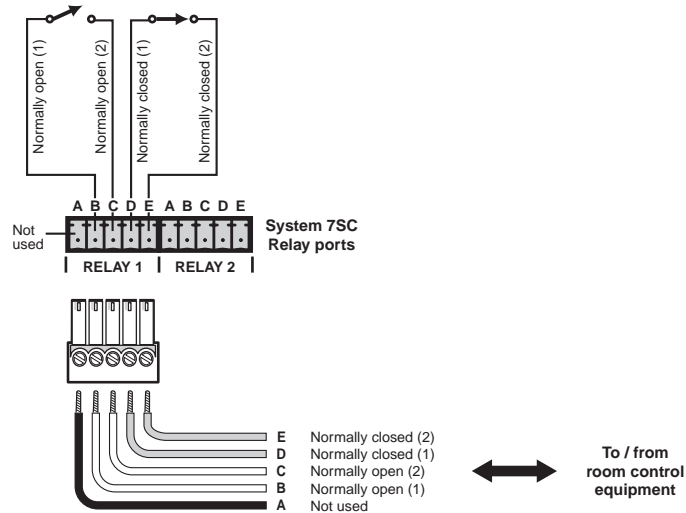 Normally open (1)
Normally open (2)
Normally closed (1)
Normally closed (2)
A B C D E A B C D E
Not
used
System 7SC
Relay ports
RELAY 1 RELAY 2
E Normally closed (2)
D Normally closed (1)
C Normally open (2)
B Normally open (1)
A Not used
To / from
room control
equipment